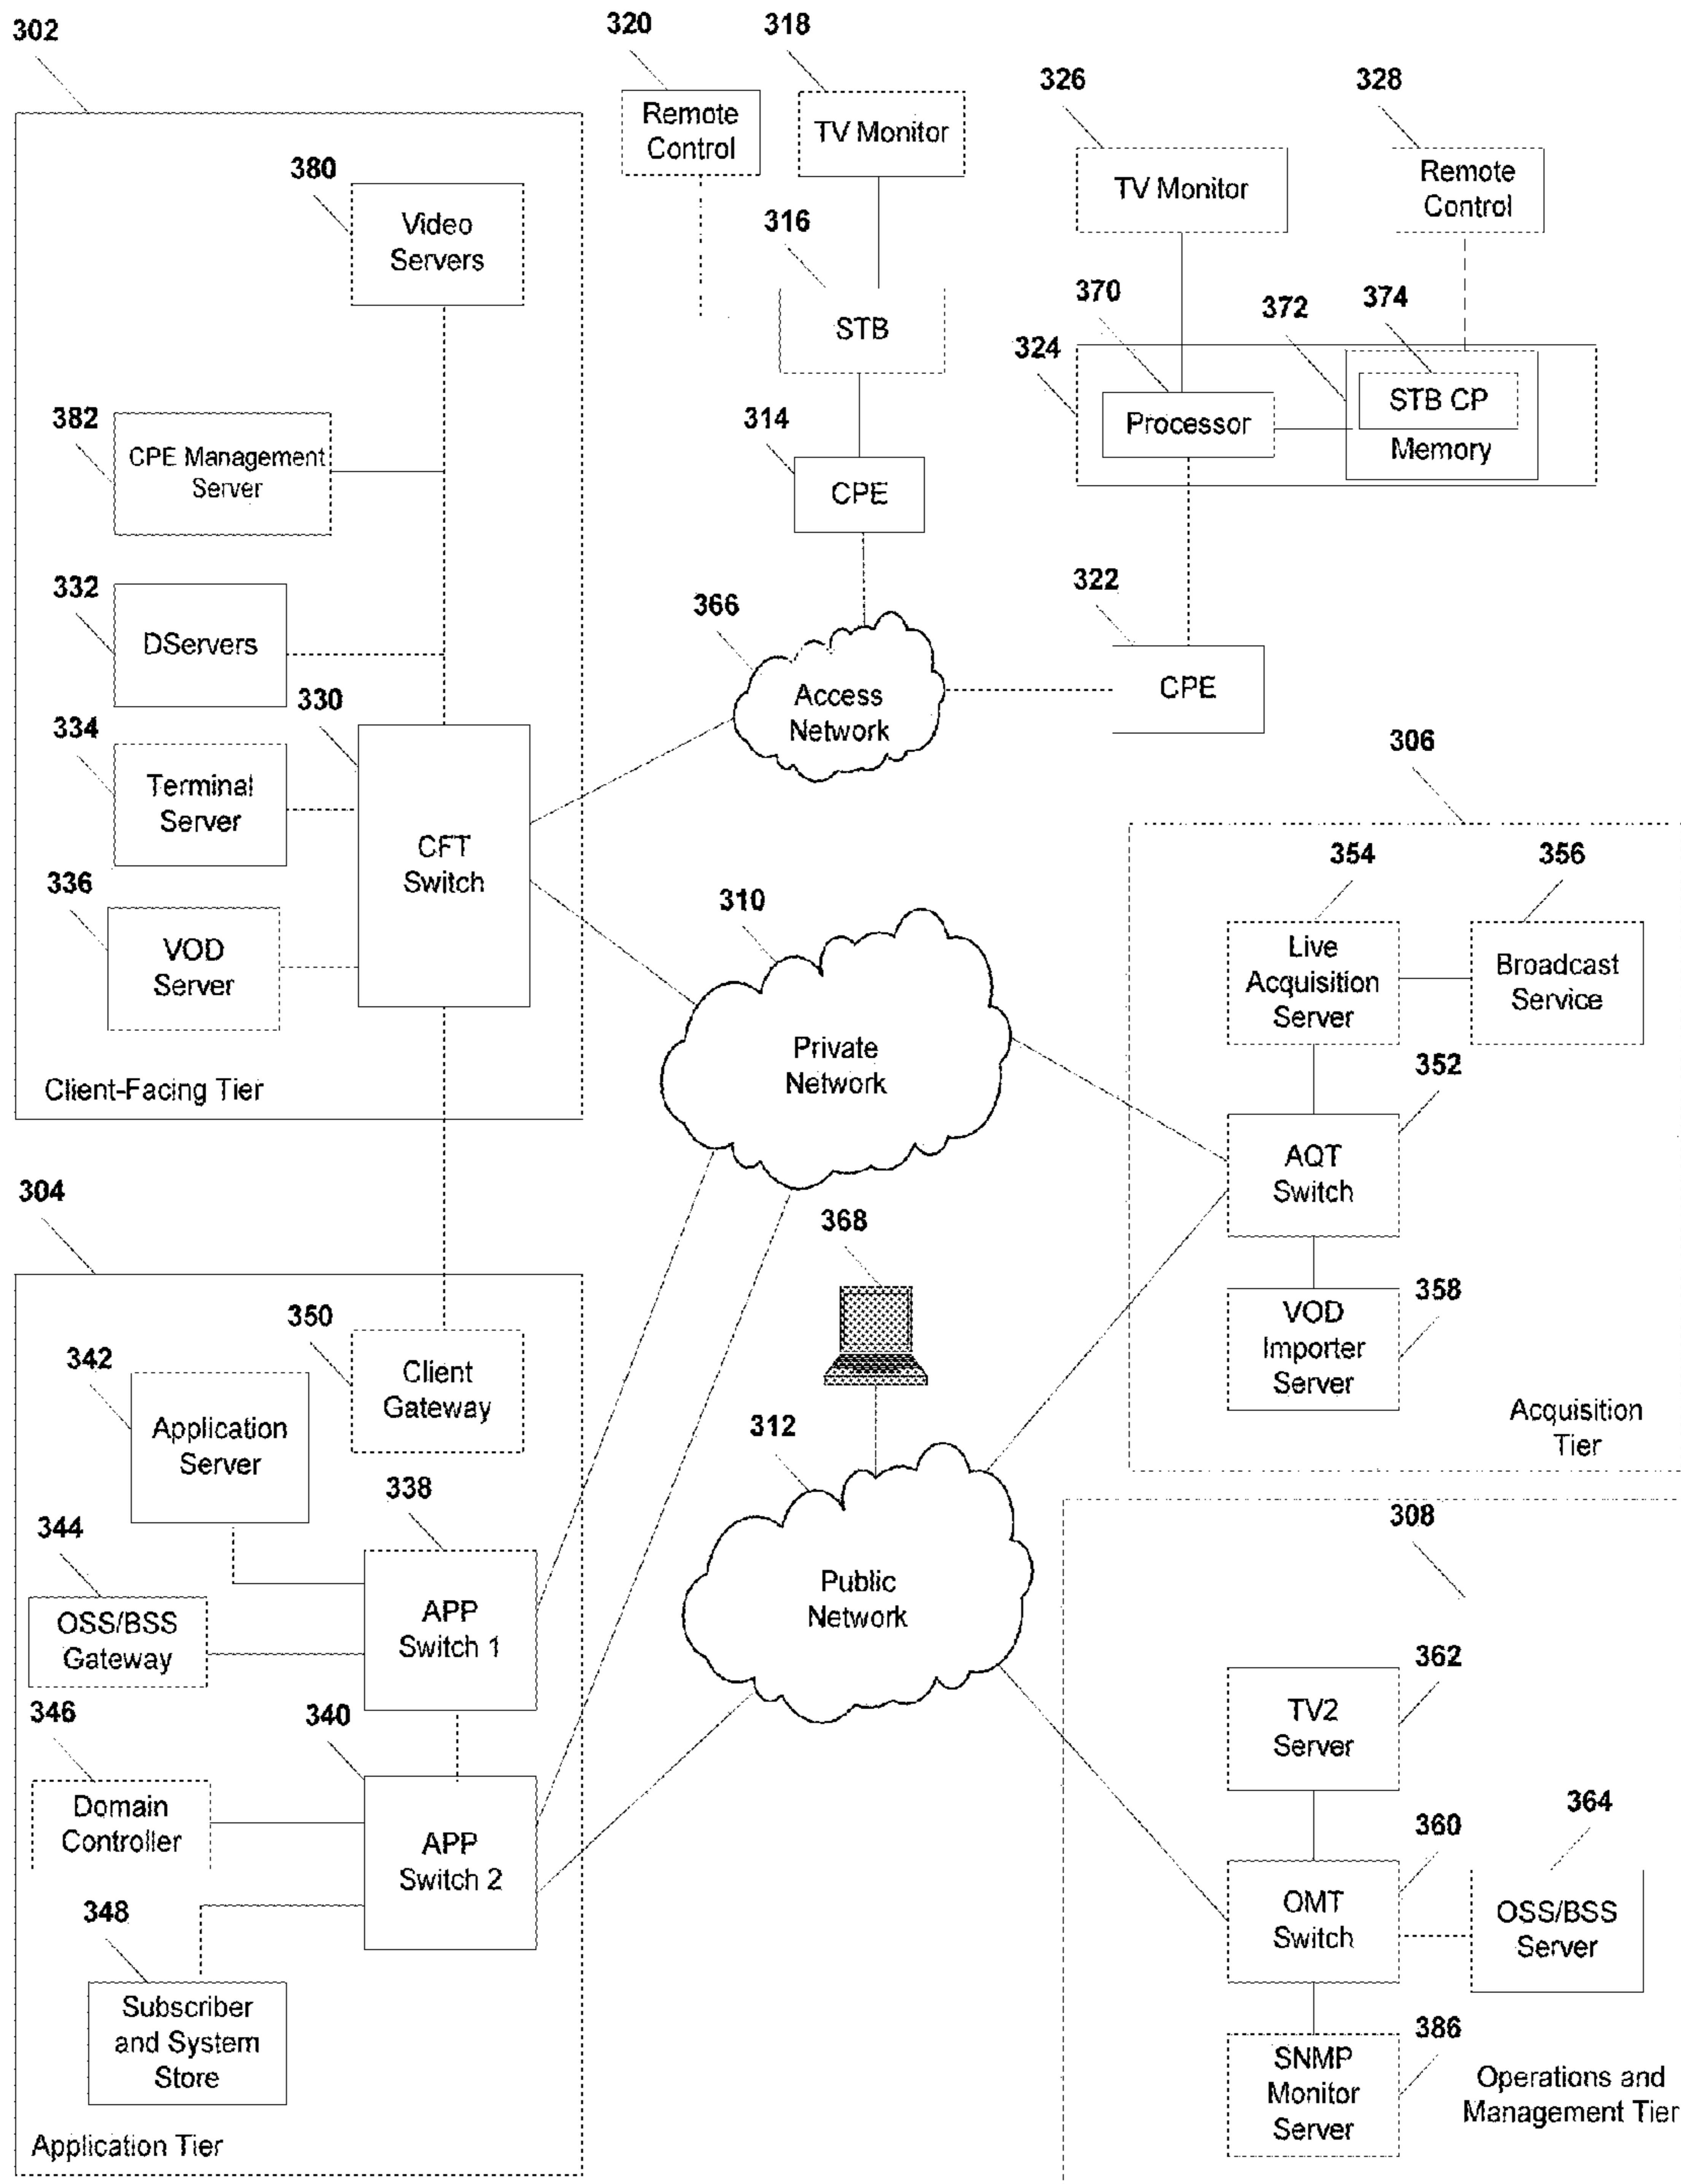 302
320
318
326
328
Remote
Control
TV Monitor
TV Monitor
Remote
Control
380
Video
Servers
316
STB
370
372
374
324
Processor
STB CP
Memory
382
CPE Management
Server
314
CPE
332
DServers
366
Access
Network
322
CPE
330
334
Terminal
Server
CFT
Switch
336
VOD
Server
Client-Facing Tier
310
Private
Network
306
354
356
Live
Acquisition
Server
Broadcast
Service
352
AQT
Switch
358
VOD
Importer
Server
Acquisition
Tier
304
368
350
Client
Gateway
342
Application
Server
312
Public
Network
338
344
OSS/BSS
Gateway
APP
Switch 1
346
Domain
Controller
340
APP
Switch 2
348
Subscriber
and System
Store
Application Tier
308
362
TV2
Server
364
360
OMT
Switch
OSS/BSS
Server
386
SNMP
Monitor
Server
Operations and
Management Tier